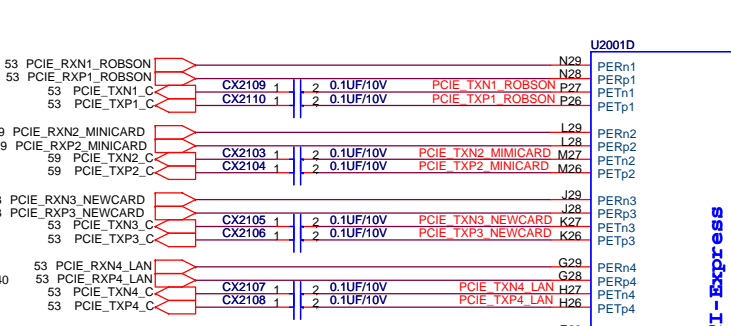 U2001D
53 PCIE_RXN1_ROBSON N29 PERn1
53 PCIE_RXP1_ROBSON N28 PERp1
53 PCIE_TXN1_C CX2109 1 2 0.1UF/10V PCIE_TXN1_ROBSON P27 PETn1
53 PCIE_TXP1_C CX2110 1 2 0.1UF/10V PCIE_TXP1_ROBSON P26 PETp1
9 PCIE_RXN2_MINICARD L29 PERn2
9 PCIE_RXP2_MINICARD L28 PERp2
59 PCIE_TXN2_C CX2103 1 2 0.1UF/10V PCIE_TXN2_MIMICARD M27 PETn2
59 PCIE_TXP2_C CX2104 1 2 0.1UF/10V PCIE_TXP2_MINICARD M26 PETp2
PCIE_RXN3_NEWCARD J29 PERn3
PCIE_RXP3_NEWCARD J28 PERp3
53 PCIE_TXN3_C CX2105 1 2 0.1UF/10V PCIE_TXN3_NEWCARD K27 PETn3
53 PCIE_TXP3_C CX2106 1 2 0.1UF/10V PCIE_TXP3_NEWCARD K26 PETp3
53 PCIE_RXN4_LAN G29 PERn4
40 53 PCIE_RXP4_LAN G28 PERp4
53 PCIE_TXN4_C CX2107 1 2 0.1UF/10V PCIE_TXN4_LAN H27 PETn4
53 PCIE_TXP4_C CX2108 1 2 0.1UF/10V PCIE_TXP4_LAN H26 PETp4
I-Express